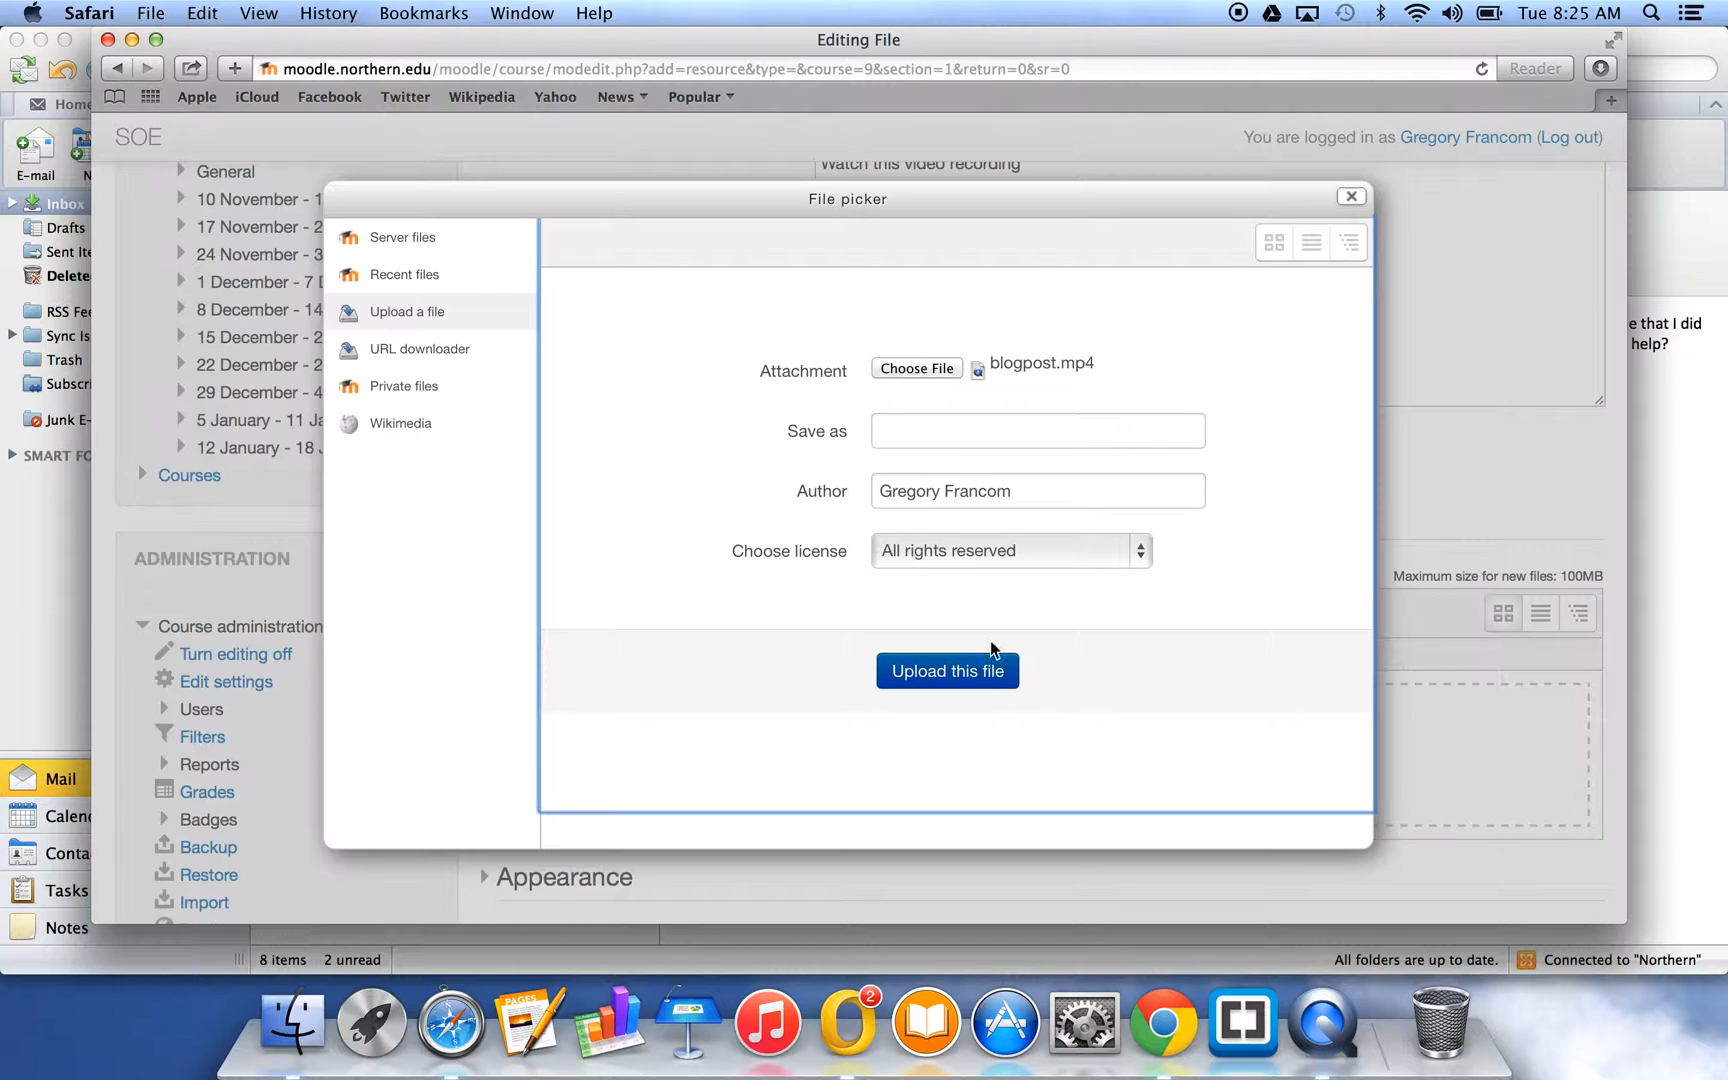 Safari File Edit View History Bookmarks Window Help Tue 8:25 AM
Editing File
moodle.northern.edu/moodle/course/modedit.php?add=resource&type=&course=9&section=1&return=0&sr=0 Reader
Apple iCloud Facebook Twitter Wikipedia Yahoo News Popular
Home
SOE You are logged in as Gregory Francom (Log out)
E-mail
Watch this video recording
General
10 November - 1
17 November - 2
24 November - 3
1 December - 7 D
8 December - 14
15 December - 2
22 December - 2
29 December - 4
5 January - 11 Ja
12 January - 18 J
Courses
ADMINISTRATION
Course administration
Turn editing off
Edit settings
Users
Filters
Reports
Grades
Badges
Backup
Restore
Import
Inbox
Drafts
Sent Ite
Delete
RSS Fee
Sync Is
Trash
Subscri
Junk E-
SMART FO
Mail
Calen
Conta
Tasks
Notes
File picker
Server files
Recent files
Upload a file
URL downloader
Private files
Wikimedia
Attachment Choose File blogpost.mp4
Save as
Author Gregory Francom
Choose license All rights reserved
Upload this file
e that I did
help?
Maximum size for new files: 100MB
Appearance
8 items 2 unread All folders are up to date. Connected to "Northern"
PAGES
2